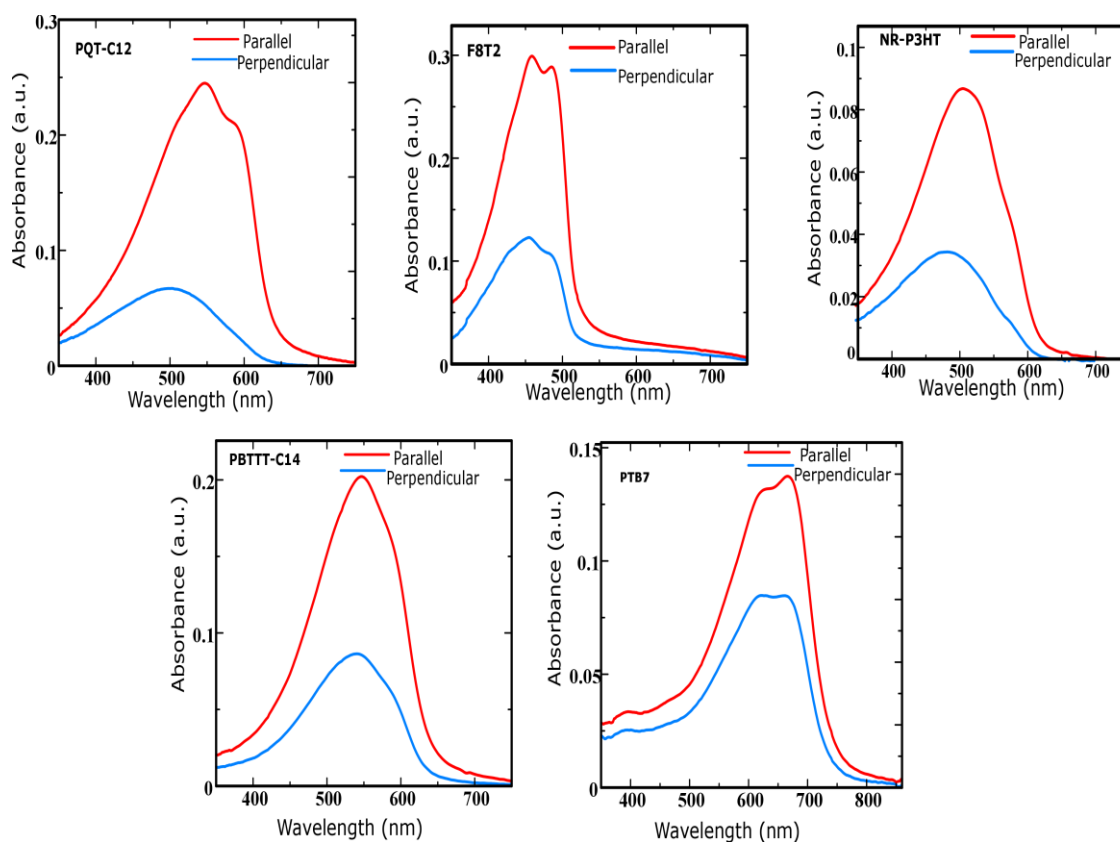 PQT-C12
Parallel
Perpendicular
Absorbance (a.u.)
0.3
0.2
0.1
0
400 500 600 700
Wavelength (nm)
F8T2
Parallel
Perpendicular
Absorbance (a.u.)
0.3
0.3
0.1
0
400 500 600 700
Wavelength (nm)
NR-P3HT
Parallel
Perpendicular
Absorbance (a.u.)
0.1
0.08
0.06
0.04
0.02
0
400 500 600 700
Wavelength (nm)
PBTTT-C14
Parallel
Perpendicular
Absorbance (a.u.)
0.2
0.1
0
400 500 600 700
Wavelength (nm)
PTB7
Parallel
Perpendicular
Absorbance (a.u.)
0.15
0.1
0.05
0
400 500 600 700 800
Wavelength (nm)